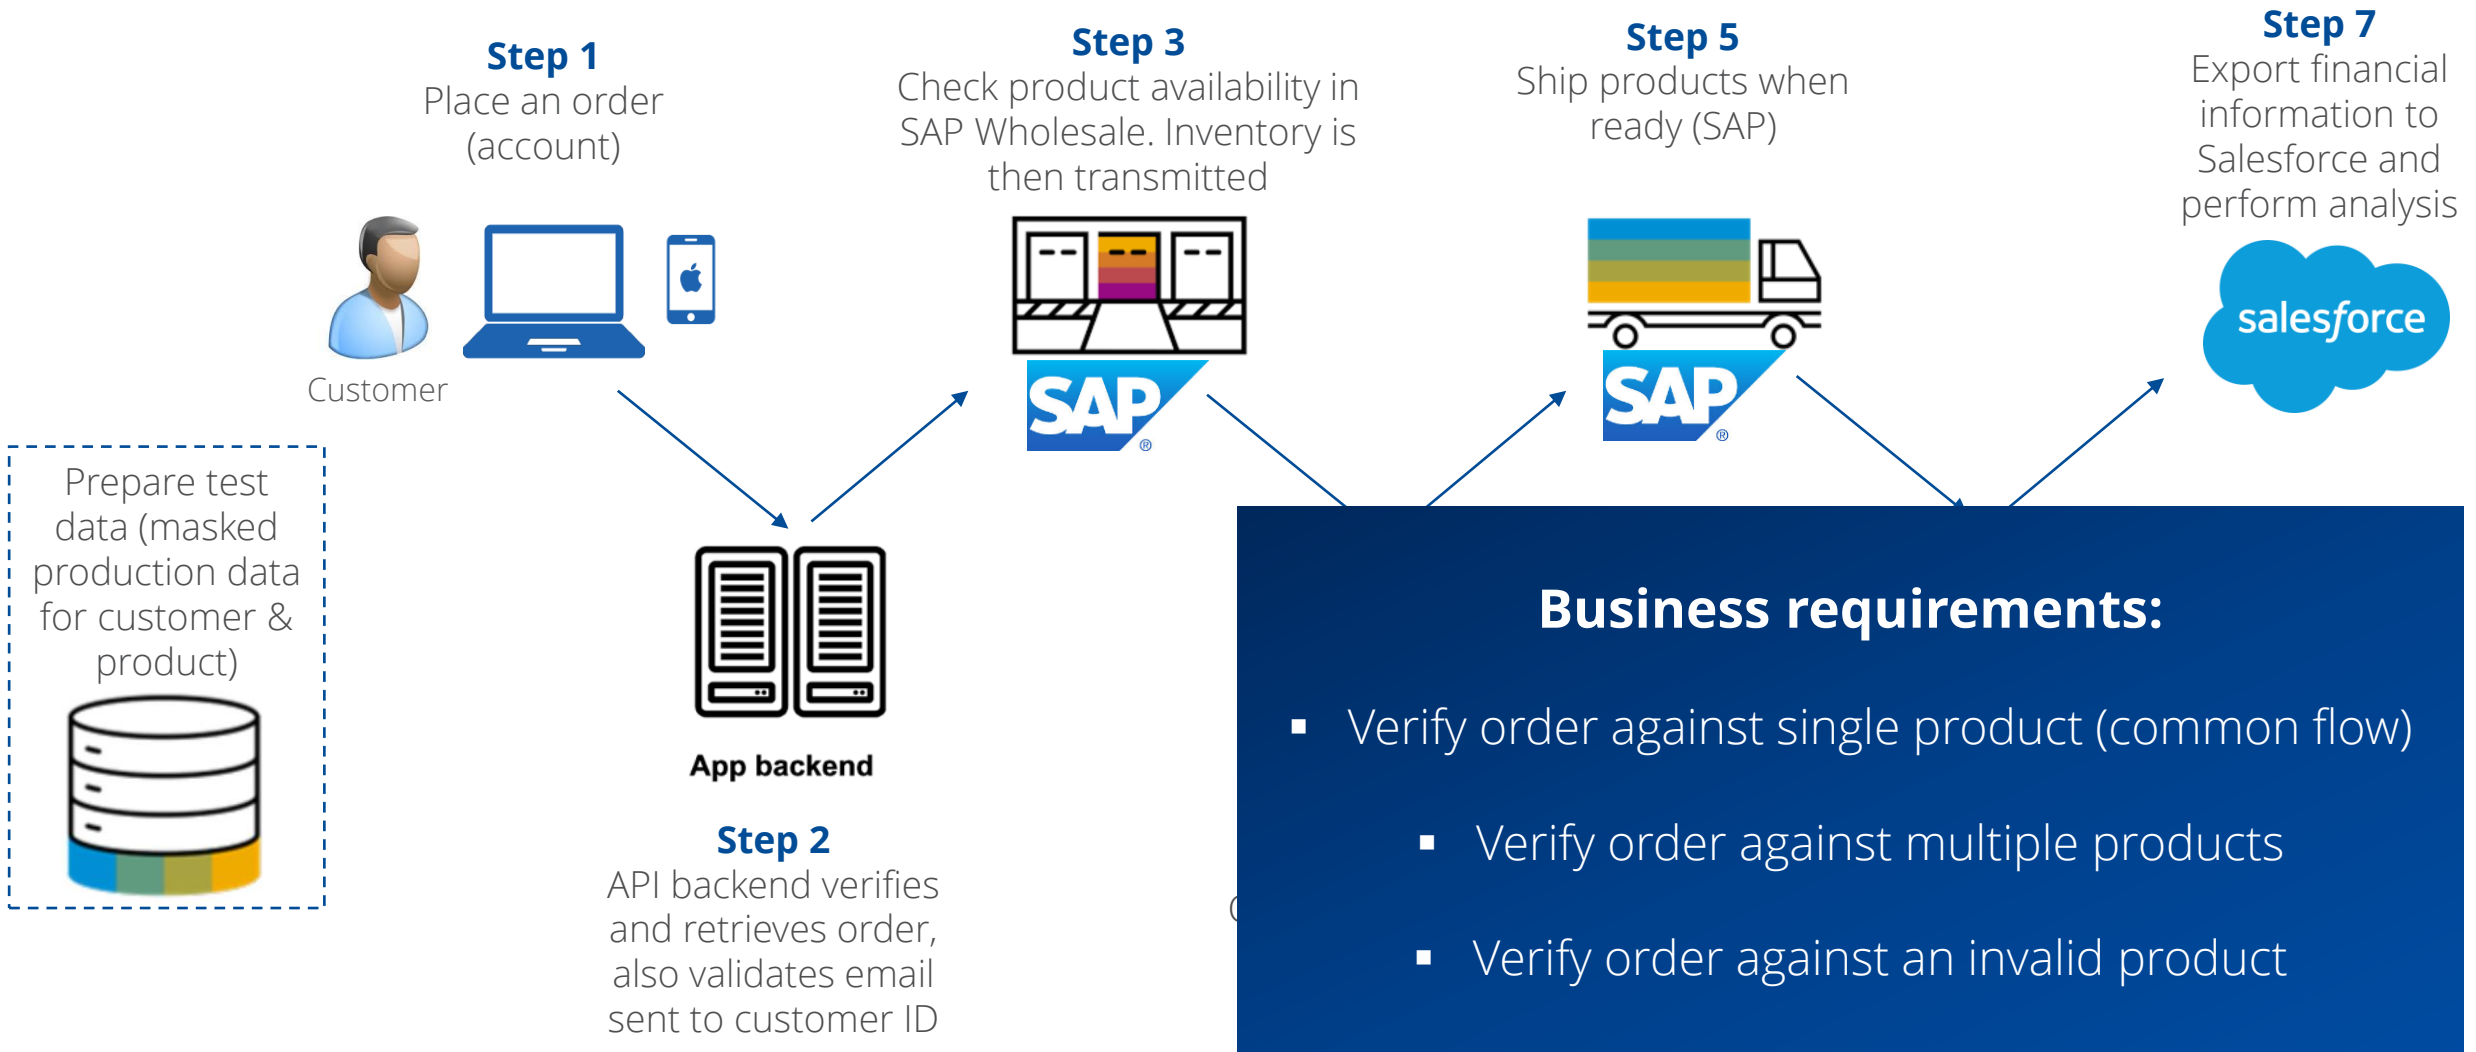 Step 1
Place an order
(account)
Customer
Prepare test
data (masked
production data
for customer &
product)
App backend
Step 2
API backend verifies
and retrieves order,
also validates email
sent to customer ID
Step 3
Check product availability in
SAP Wholesale. Inventory is
then transmitted
SAP®
Step 5
Ship products when
ready (SAP)
SAP®
Step 7
Export financial
information to
Salesforce and
perform analysis
salesforce
Business requirements:
▪ Verify order against single product (common flow)
▪ Verify order against multiple products
▪ Verify order against an invalid product